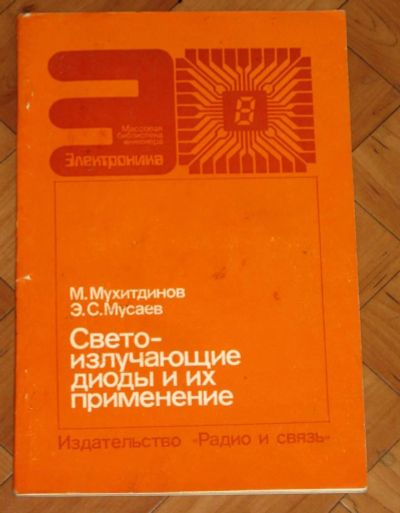 Массовая
библиотека
инженера
Электроника
М. Мухитдинов
Э.С.Мусаев
Свето-
излучающие
диоды и их
применение
Издательство «Радио и связь»